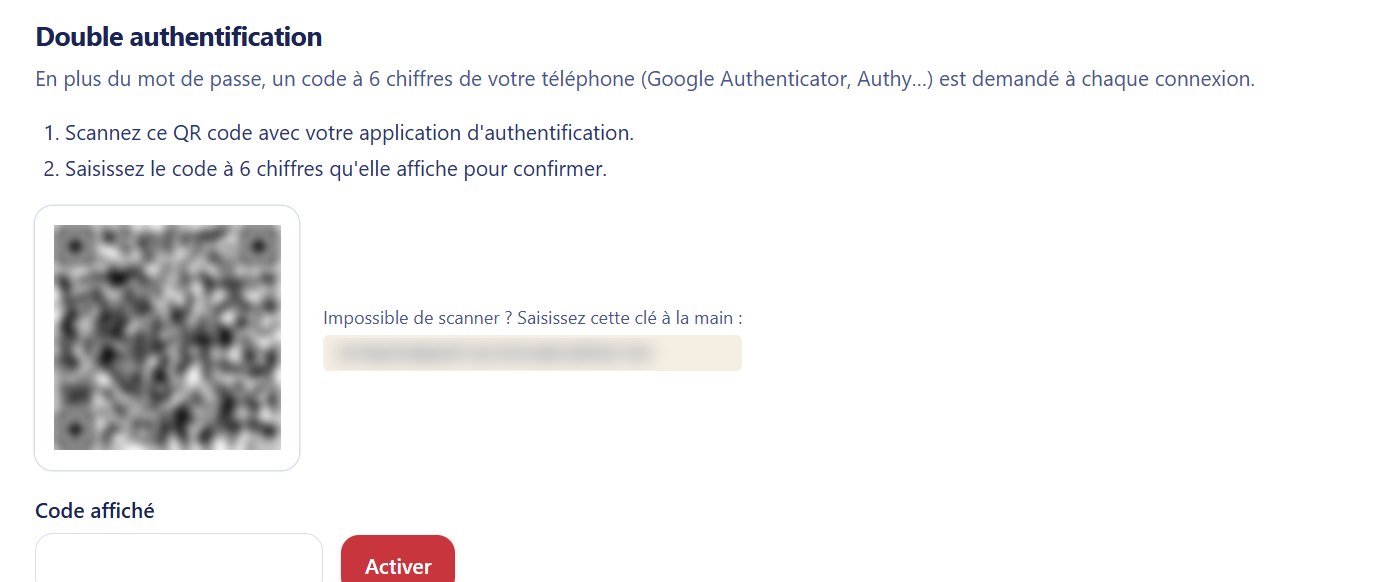 Double authentification
En plus du mot de passe, un code à 6 chiffres de votre téléphone (Google Authenticator, Authy...) est demandé à chaque connexion.
1. Scannez ce QR code avec votre application d'authentification.
2. Saisissez le code à 6 chiffres qu'elle affiche pour confirmer.
Impossible de scanner ? Saisissez cette clé à la main :
Code affiché
Activer